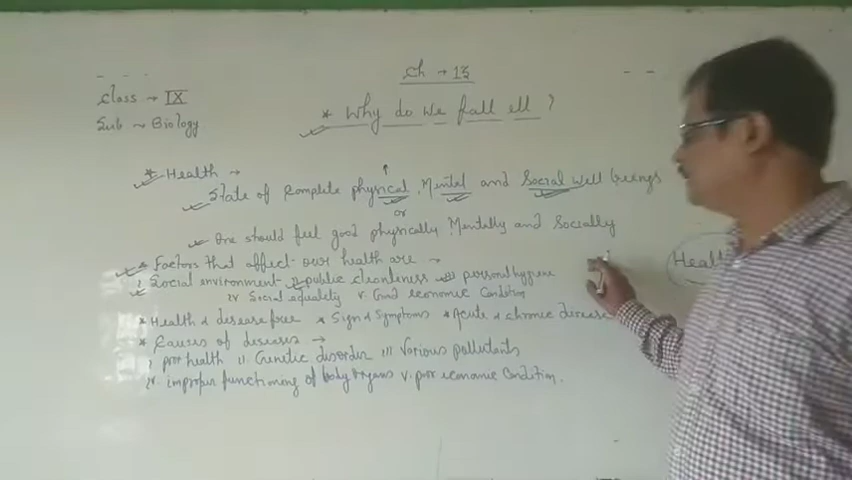 Ch → 13
Class → IX
* Why do we fall ell ?
Sub ~ Biology
* Health →
State of complete physical, Mental and Social well beings
or
One should feel good physically Mentally and Socially
* Factors that affect our health are →
i Social environment ii public cleanleness iii personal hygiene
iv Social equality v. Good economic Condition
* Health & disease free * Sign & Symptoms * Acute & chronic disease
* Causes of diseases →
i poor health ii Genetic disorder iii Various pollutants
iv improper functioning of body organs v. poor economic Condition.
Healt